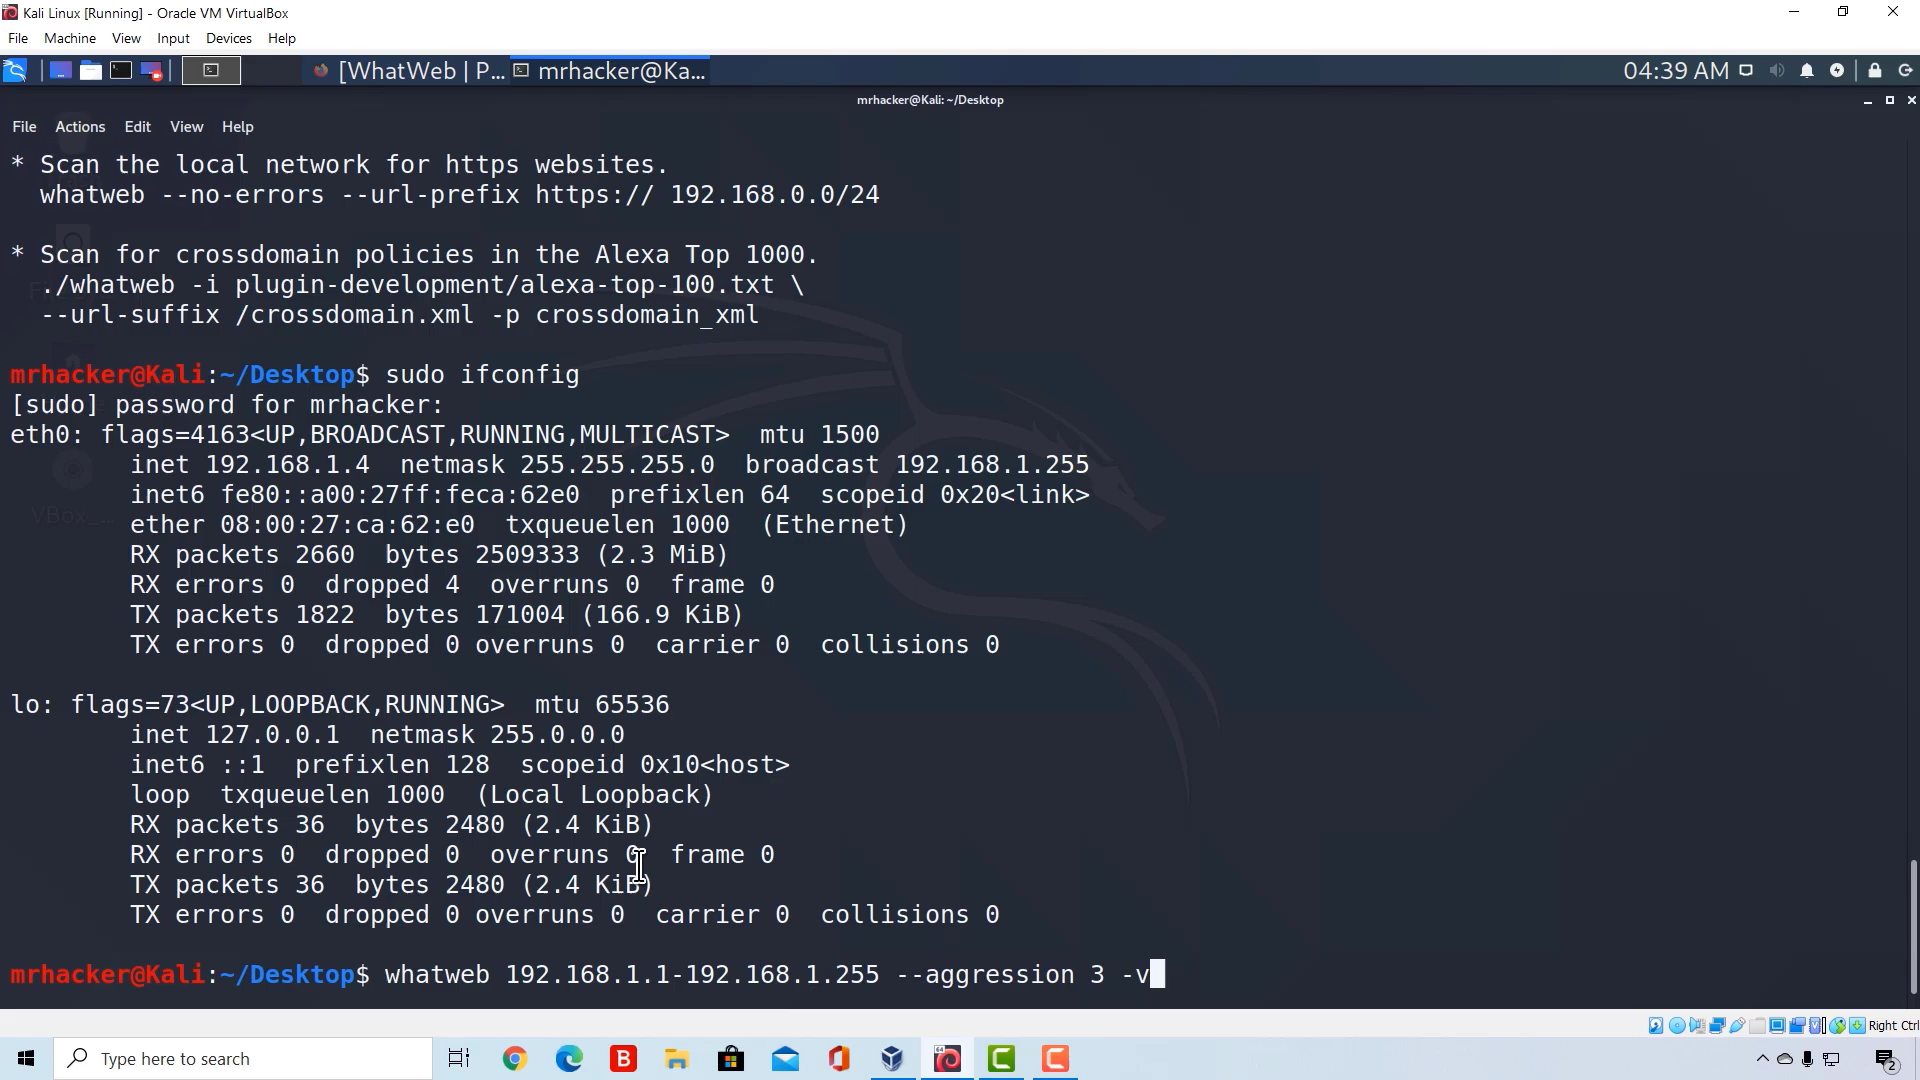 Kali Linux [Running] - Oracle VM VirtualBox
File Machine View Input Devices Help
[WhatWeb | P... mrhacker@Ka... 04:39 AM
mrhacker@Kali: ~/Desktop
File Actions Edit View Help
* Scan the local network for https websites.
whatweb --no-errors --url-prefix https:// 192.168.0.0/24
* Scan for crossdomain policies in the Alexa Top 1000.
./whatweb -i plugin-development/alexa-top-100.txt \
--url-suffix /crossdomain.xml -p crossdomain_xml
mrhacker@Kali:~/Desktop$ sudo ifconfig
[sudo] password for mrhacker:
eth0: flags=4163<UP,BROADCAST,RUNNING,MULTICAST> mtu 1500
inet 192.168.1.4 netmask 255.255.255.0 broadcast 192.168.1.255
inet6 fe80::a00:27ff:feca:62e0 prefixlen 64 scopeid 0x20<link>
ether 08:00:27:ca:62:e0 txqueuelen 1000 (Ethernet)
RX packets 2660 bytes 2509333 (2.3 MiB)
RX errors 0 dropped 4 overruns 0 frame 0
TX packets 1822 bytes 171004 (166.9 KiB)
TX errors 0 dropped 0 overruns 0 carrier 0 collisions 0
VBox_...
lo: flags=73<UP,LOOPBACK,RUNNING> mtu 65536
inet 127.0.0.1 netmask 255.0.0.0
inet6 ::1 prefixlen 128 scopeid 0x10<host>
loop txqueuelen 1000 (Local Loopback)
RX packets 36 bytes 2480 (2.4 KiB)
RX errors 0 dropped 0 overruns 0 frame 0
TX packets 36 bytes 2480 (2.4 KiB)
TX errors 0 dropped 0 overruns 0 carrier 0 collisions 0
mrhacker@Kali:~/Desktop$ whatweb 192.168.1.1-192.168.1.255 --aggression 3 -v
Right Ctrl
Type here to search
2